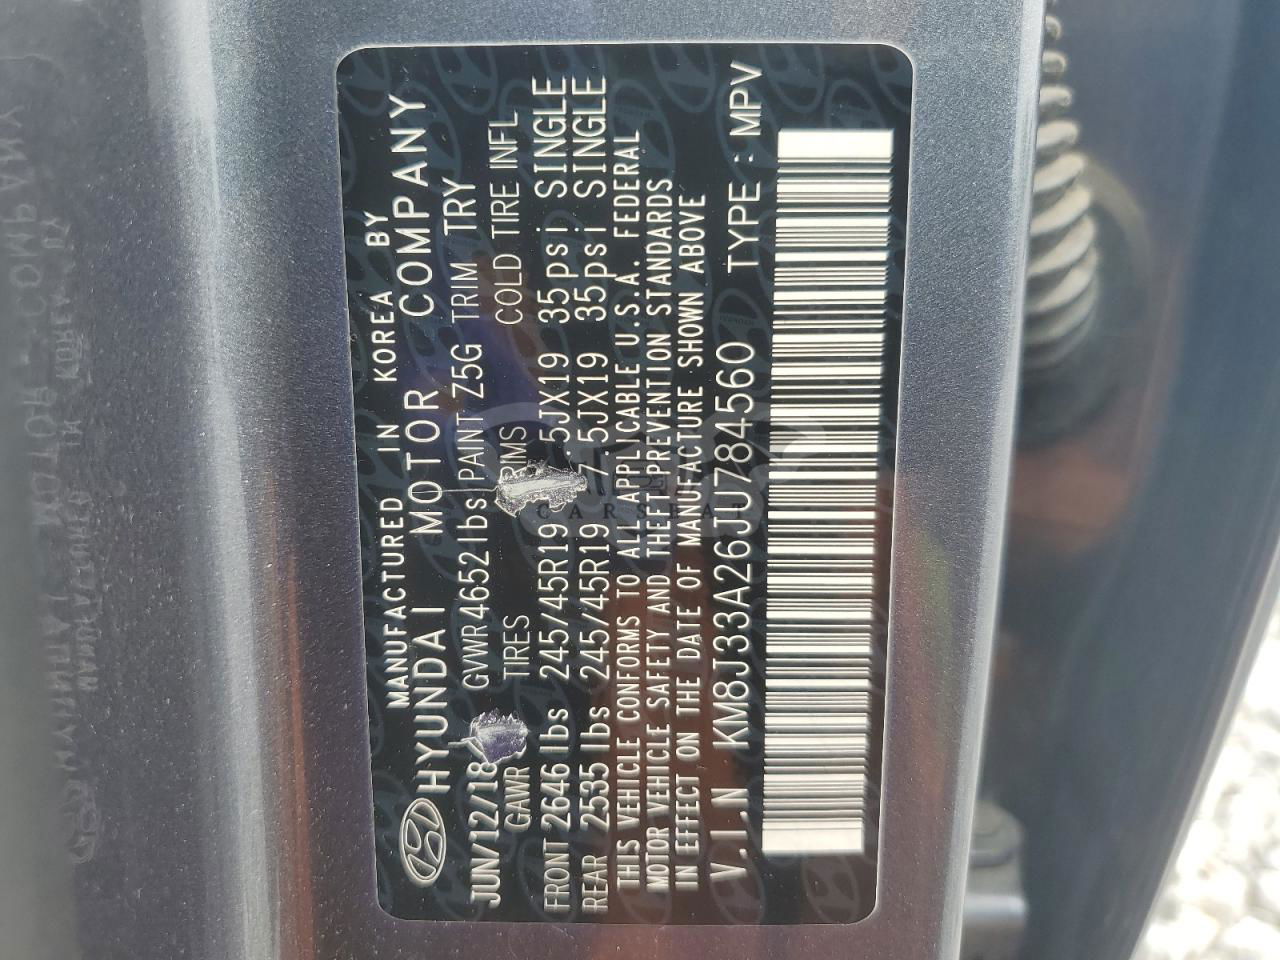 MANUFACTURED IN KOREA BY
HYUNDAI MOTOR COMPANY
JUN/12/18 GVWR 4652 lbs PAINT Z5G TRIM TRY
GAWR TIRES RIMS COLD TIRE INFL
FRONT 2646 lbs 245/45R19 .5JX19 35psi SINGLE
REAR 2535 lbs 245/45R19 7.5JX19 35psi SINGLE
THIS VEHICLE CONFORMS TO ALL APPLICABLE U.S.A. FEDERAL
MOTOR VEHICLE SAFETY AND THEFT PREVENTION STANDARDS
IN EFFECT ON THE DATE OF MANUFACTURE SHOWN ABOVE
V.I.N KM8J33A26JU784560 TYPE : MPV